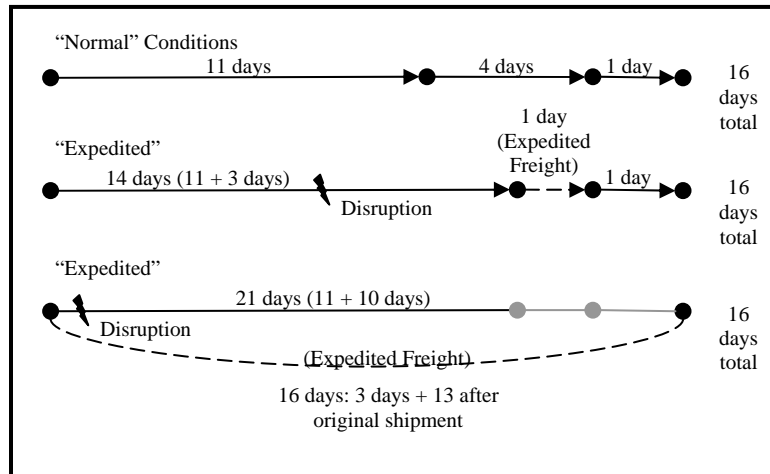 “Normal” Conditions
11 days
4 days
1 day
16
days
total
“Expedited”
14 days (11 + 3 days)
Disruption
1 day
(Expedited
Freight)
1 day
16
days
total
“Expedited”
21 days (11 + 10 days)
Disruption
(Expedited Freight)
16 days: 3 days + 13 after
original shipment
16
days
total